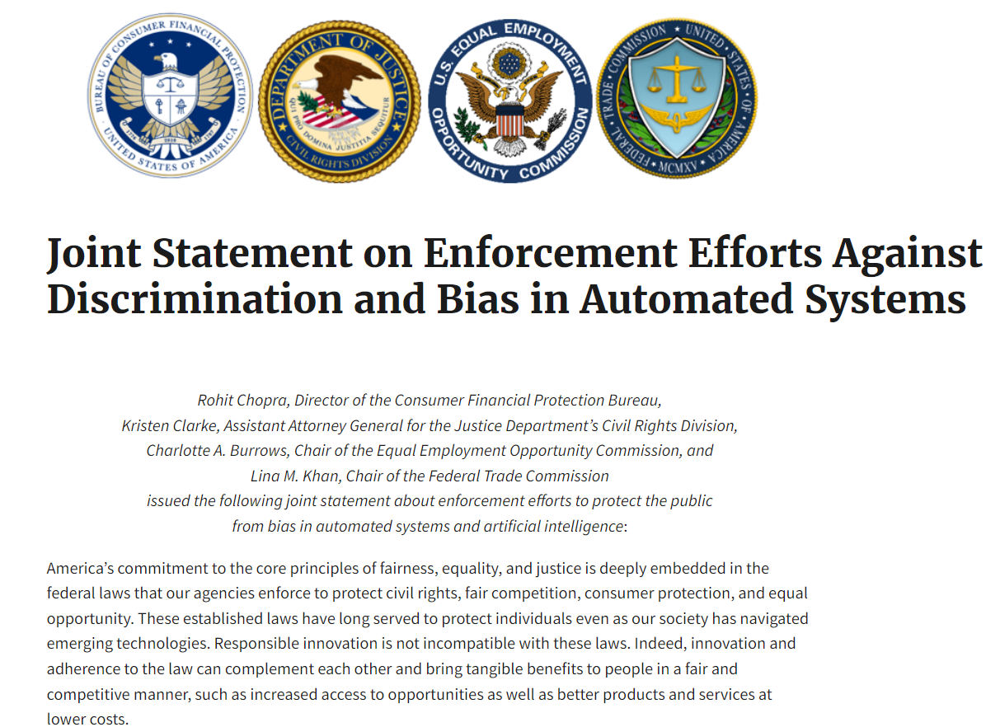 BUREAU OF CONSUMER FINANCIAL PROTECTION
UNITED STATES OF AMERICA
DEPARTMENT OF JUSTICE
QUI PRO DOMINA JUSTITIA SEQUITUR
CIVIL RIGHTS DIVISION
U.S. EQUAL EMPLOYMENT
OPPORTUNITY COMMISSION
FEDERAL • TRADE • COMMISSION ★ UNITED • STATES • OF • AMERICA
MCMXV
Joint Statement on Enforcement Efforts Against
Discrimination and Bias in Automated Systems
Rohit Chopra, Director of the Consumer Financial Protection Bureau,
Kristen Clarke, Assistant Attorney General for the Justice Department’s Civil Rights Division,
Charlotte A. Burrows, Chair of the Equal Employment Opportunity Commission, and
Lina M. Khan, Chair of the Federal Trade Commission
issued the following joint statement about enforcement efforts to protect the public
from bias in automated systems and artificial intelligence:
America’s commitment to the core principles of fairness, equality, and justice is deeply embedded in the
federal laws that our agencies enforce to protect civil rights, fair competition, consumer protection, and equal
opportunity. These established laws have long served to protect individuals even as our society has navigated
emerging technologies. Responsible innovation is not incompatible with these laws. Indeed, innovation and
adherence to the law can complement each other and bring tangible benefits to people in a fair and
competitive manner, such as increased access to opportunities as well as better products and services at
lower costs.